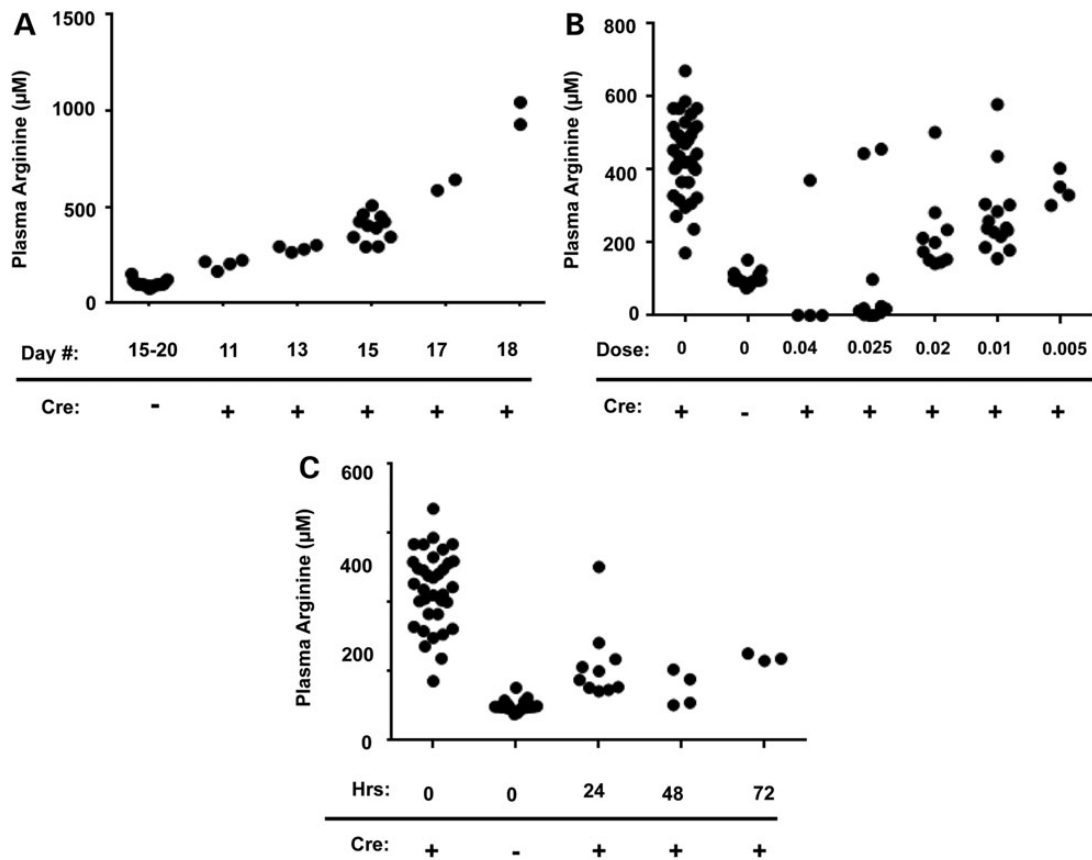 A
Plasma Arginine (µM)
1500
1000
500
0
Day #: 15-20 11 13 15 17 18
Cre: - + + + + +
B
Plasma Arginine (µM)
800
600
400
200
0
Dose: 0 0 0.04 0.025 0.02 0.01 0.005
Cre: + - + + + + +
C
Plasma Arginine (µM)
600
400
200
0
Hrs: 0 0 24 48 72
Cre: + - + + +